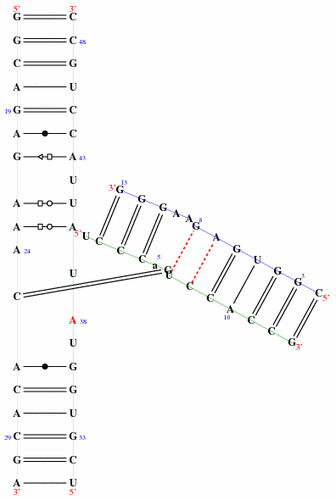 5' 3'
G C
G C 48
C G
A U
19 G C
A C
G A 43
U
A U
A A
A
24
U
C
A 38
U
A G
C G
A U
29 C G 33
G C
A U
3' 5'
3' G 13 G G A A G 8 A G U G G 3 C 5'
5' U C C C a 5 G U C C A 10 C C G 3'